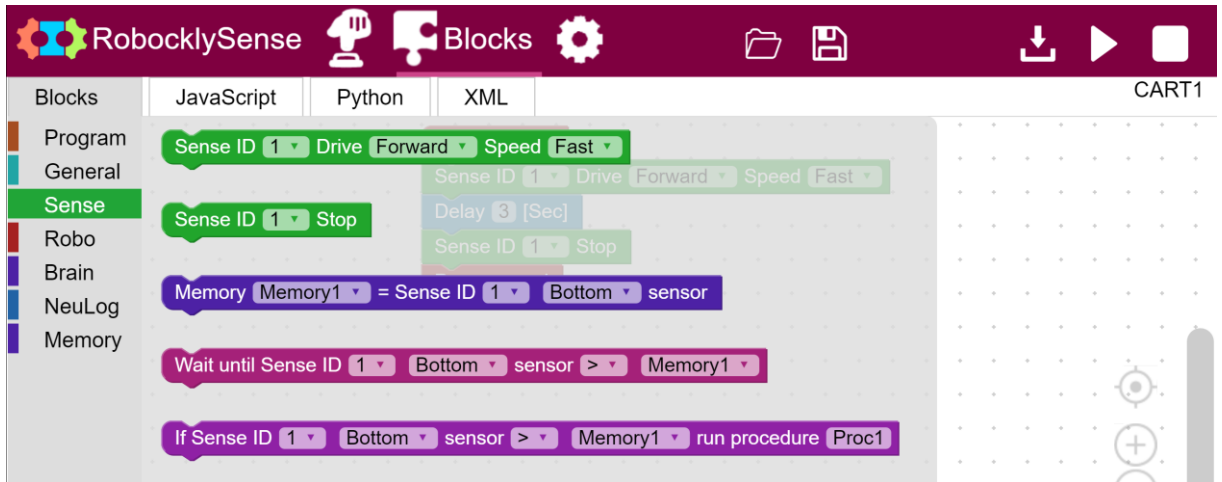 RobocklySense Blocks
CART1
Blocks JavaScript Python XML
Program
General
Sense
Robo
Brain
NeuLog
Memory
Sense ID 1 Drive Forward Speed Fast
Sense ID 1 Stop
Memory Memory1 = Sense ID 1 Bottom sensor
Wait until Sense ID 1 Bottom sensor > Memory1
If Sense ID 1 Bottom sensor > Memory1 run procedure Proc1
Sense ID 1 Drive Forward Speed Fast
Delay 3 [Sec]
Sense ID 1 Stop